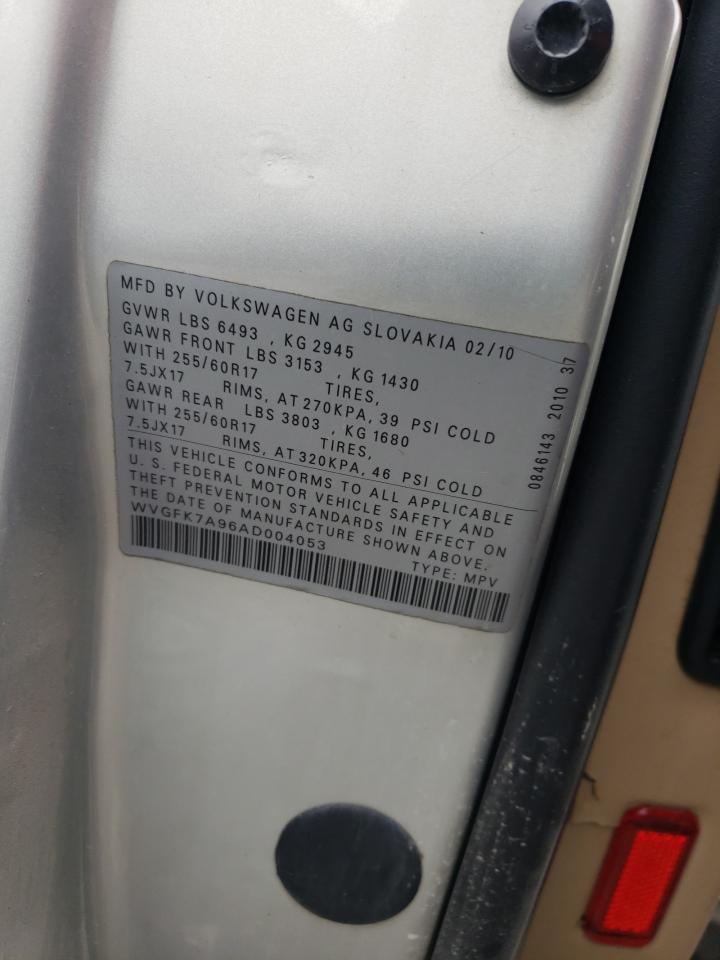 MFD BY VOLKSWAGEN AG SLOVAKIA 02/10
GVWR LBS 6493 , KG 2945
GAWR FRONT LBS 3153 , KG 1430
WITH 255/60R17 TIRES,
7.5JX17 RIMS, AT 270KPA, 39 PSI COLD
GAWR REAR LBS 3803 , KG 1680
WITH 255/60R17 TIRES,
7.5JX17 RIMS, AT 320KPA, 46 PSI COLD
THIS VEHICLE CONFORMS TO ALL APPLICABLE
U. S. FEDERAL MOTOR VEHICLE SAFETY AND
THEFT PREVENTION STANDARDS IN EFFECT ON
THE DATE OF MANUFACTURE SHOWN ABOVE.
WVGFK7A96AD004053 TYPE: MPV
0846143 2010 37